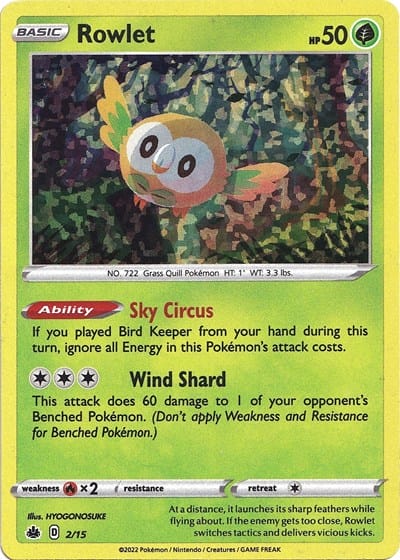 BASIC Rowlet HP 50
NO. 722 Grass Quill Pokémon HT: 1' WT: 3.3 lbs.
Ability Sky Circus
If you played Bird Keeper from your hand during this
turn, ignore all Energy in this Pokémon's attack costs.
Wind Shard
This attack does 60 damage to 1 of your opponent's
Benched Pokémon. (Don't apply Weakness and Resistance
for Benched Pokémon.)
weakness ×2 resistance retreat
Illus. HYOGONOSUKE
D 2/15
At a distance, it launches its sharp feathers while
flying about. If the enemy gets too close, Rowlet
switches tactics and delivers vicious kicks.
©2022 Pokémon / Nintendo / Creatures / GAME FREAK